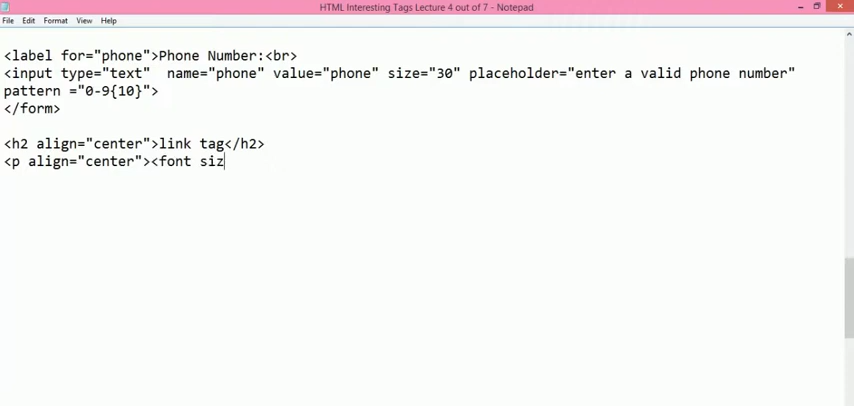 HTML Interesting Tags Lecture 4 out of 7 - Notepad
File Edit Format View Help
<label for="phone">Phone Number:<br>
<input type="text"  name="phone" value="phone" size="30" placeholder="enter a valid phone number"
pattern ="0-9{10}">
</form>
<h2 align="center">link tag</h2>
<p align="center"><font siz